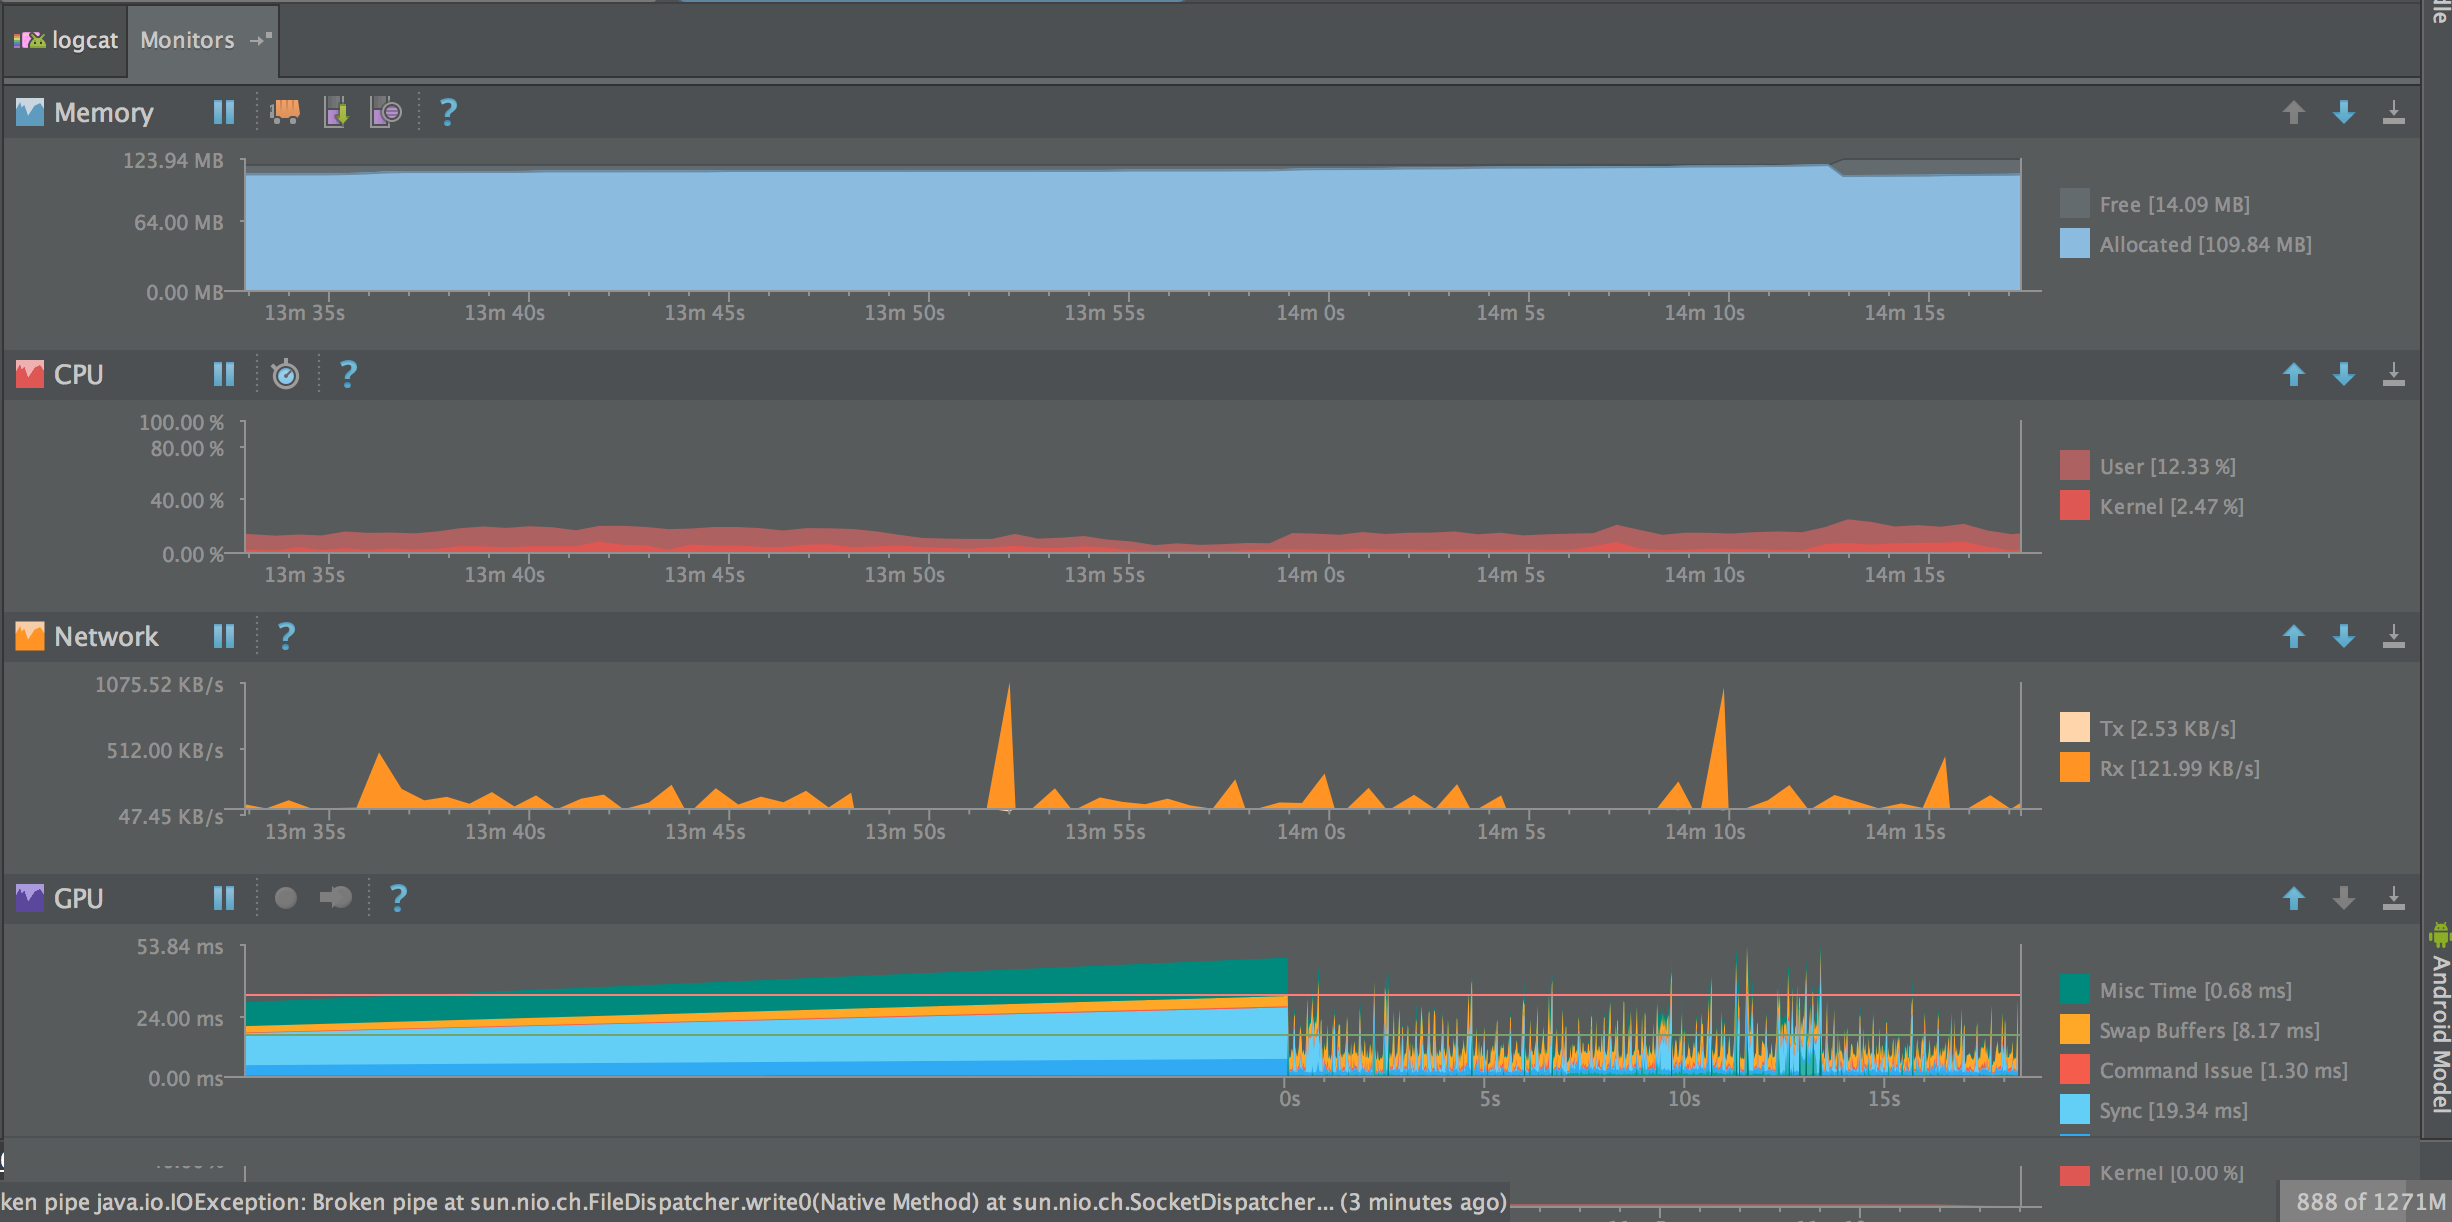 logcat Monitors
Memory ?
123.94 MB
64.00 MB
0.00 MB
13m 35s 13m 40s 13m 45s 13m 50s 13m 55s 14m 0s 14m 5s 14m 10s 14m 15s
Free [14.09 MB]
Allocated [109.84 MB]
CPU ?
100.00 %
80.00 %
40.00 %
0.00 %
13m 35s 13m 40s 13m 45s 13m 50s 13m 55s 14m 0s 14m 5s 14m 10s 14m 15s
User [12.33 %]
Kernel [2.47 %]
Network ?
1075.52 KB/s
512.00 KB/s
47.45 KB/s
13m 35s 13m 40s 13m 45s 13m 50s 13m 55s 14m 0s 14m 5s 14m 10s 14m 15s
Tx [2.53 KB/s]
Rx [121.99 KB/s]
GPU ?
53.84 ms
24.00 ms
0.00 ms
0s 5s 10s 15s
Misc Time [0.68 ms]
Swap Buffers [8.17 ms]
Command Issue [1.30 ms]
Sync [19.34 ms]
Kernel [0.00 %]
ken pipe java.io.IOException: Broken pipe at sun.nio.ch.FileDispatcher.write0(Native Method) at sun.nio.ch.SocketDispatcher... (3 minutes ago)
888 of 1271M
dle
Android Model